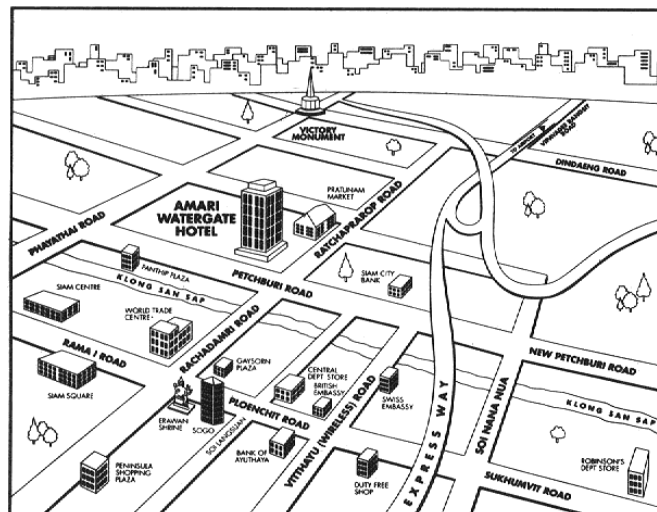 VICTORY
MONUMENT
TO AIRPORT
DINDAENG ROAD
PRATUNAM
MARKET
AMARI
WATERGATE
HOTEL
RATCHAPRAROP ROAD
PHAYATHAI ROAD
PANTHIP PLAZA
PETCHBURI ROAD
SIAM CITY
BANK
KLONG SAN SAP
SIAM CENTRE
WORLD TRADE
CENTRE
RACHADAMRI ROAD
RAMA I ROAD
NEW PETCHBURI ROAD
GAYSORN
PLAZA
CENTRAL
DEPT STORE
BRITISH
EMBASSY
SWISS
EMBASSY
SIAM SQUARE
ERAWAN
SHRINE
SOGO
PLOENCHIT ROAD
SOI LANGSUAN
VITTHAYU (WIRELESS) ROAD
EXPRESS WAY
SOI NANA NUA
KLONG SAN SAP
BANK OF
AYUTHAYA
PENINSULA
SHOPPING
PLAZA
DUTY FREE
SHOP
ROBINSON'S
DEPT STORE
SUKHUMVIT ROAD